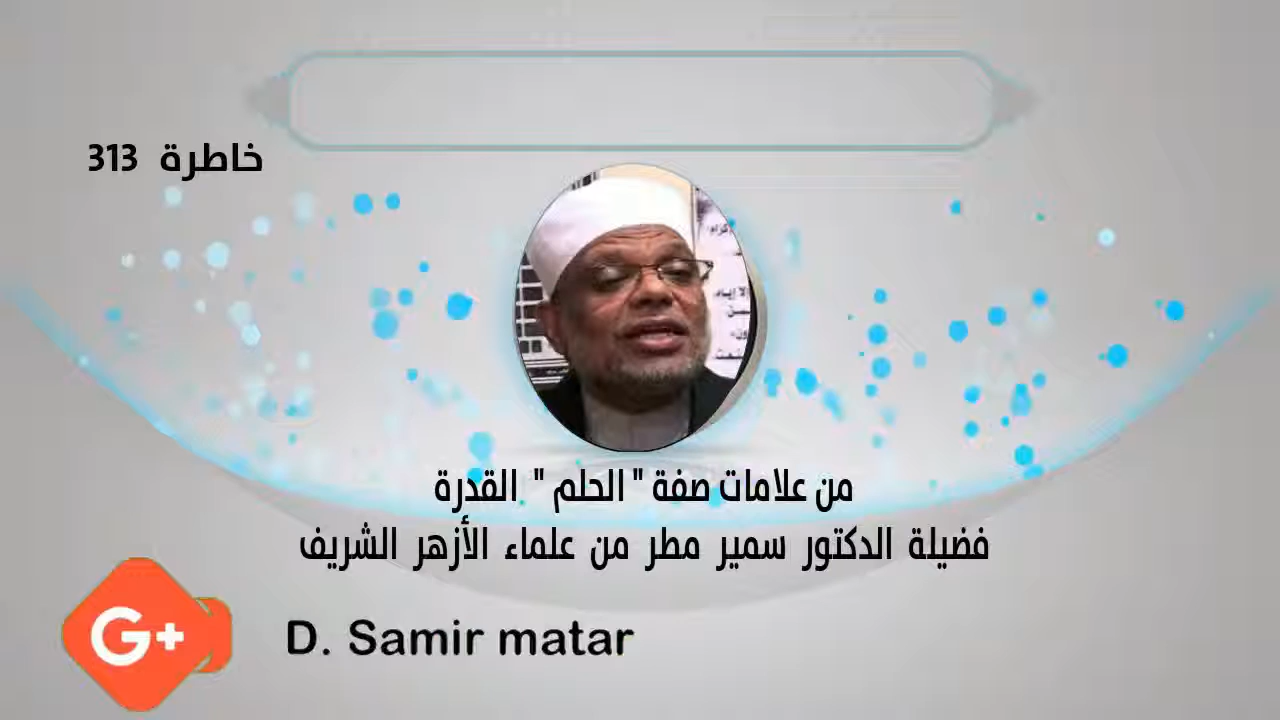 خاطرة 313
من علامات صفة " الحلم " القدرة
فضيلة الدكتور سمير مطر من علماء الأزهر الشريف
G+
D. Samir matar